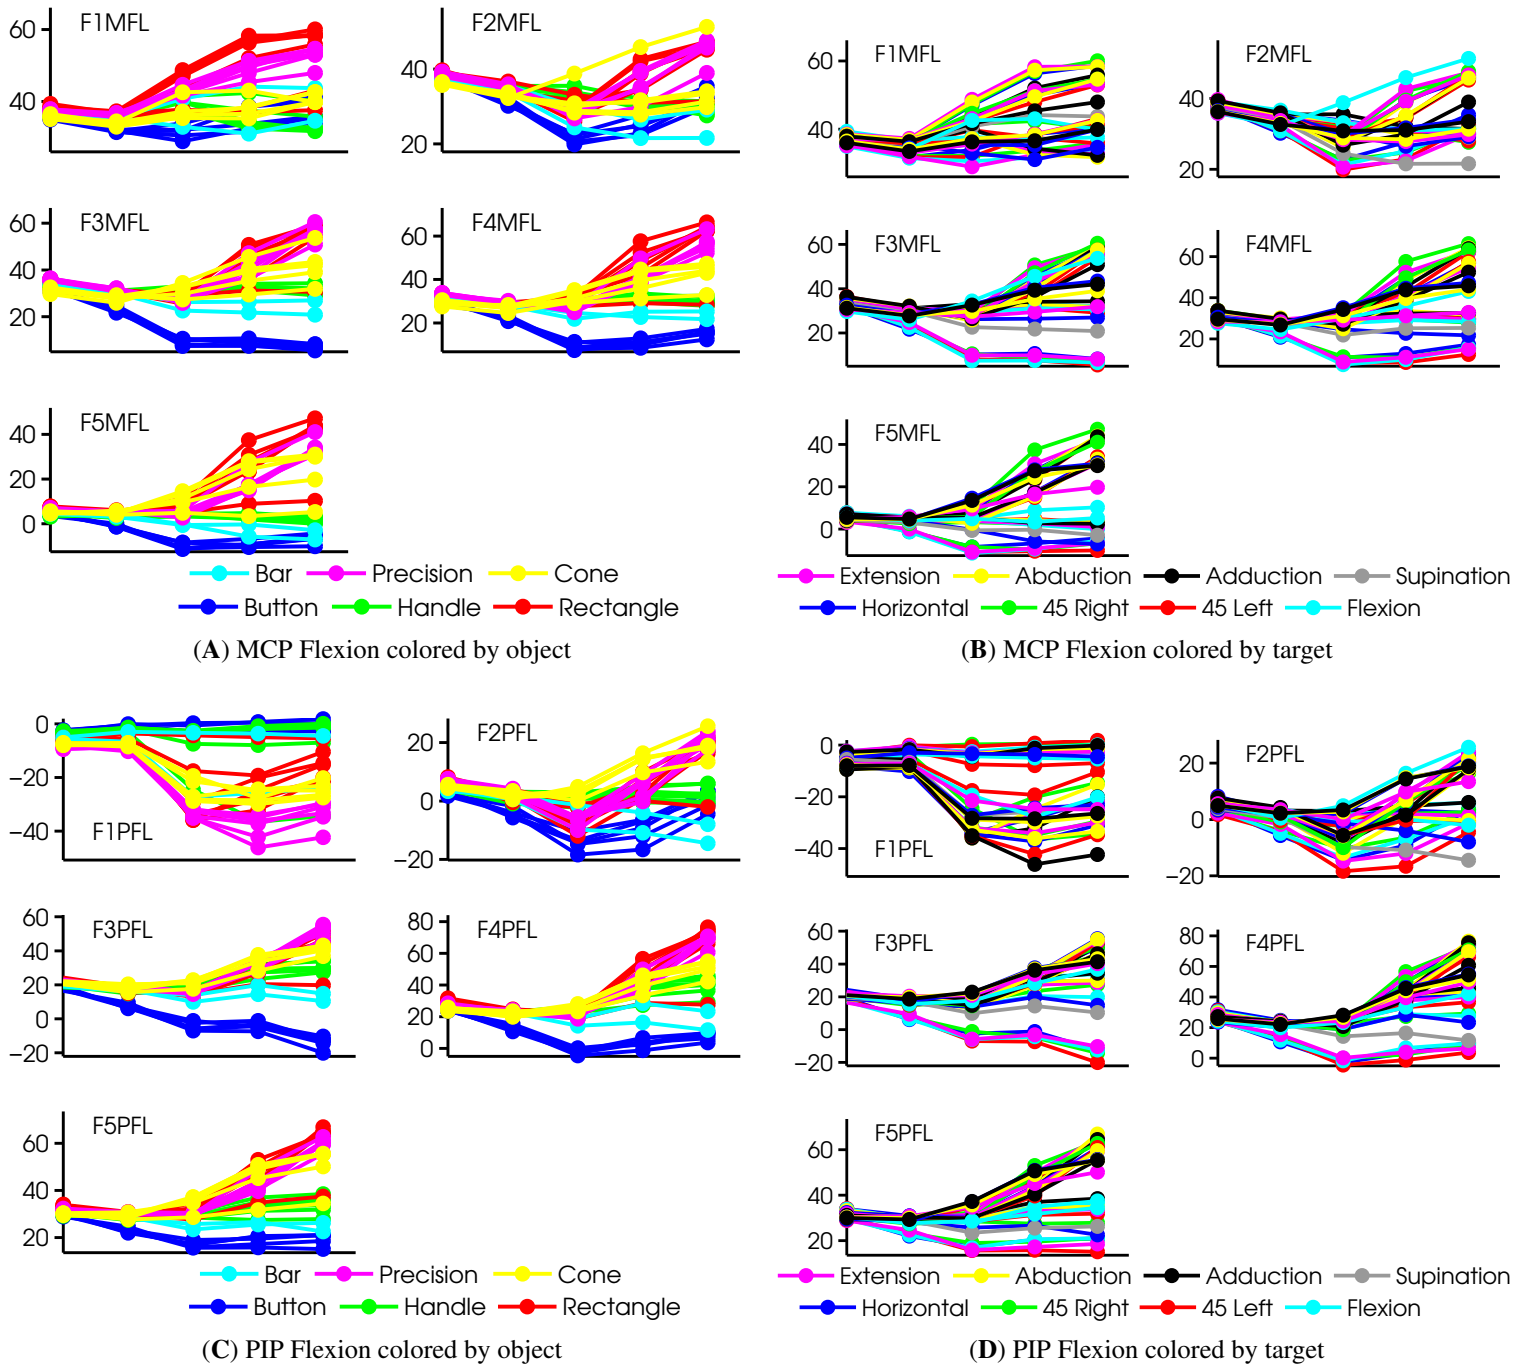 F1MFL
60
40
F2MFL
40
20
F3MFL
60
40
20
F4MFL
60
40
20
F5MFL
40
20
0
Bar Precision Cone
Button Handle Rectangle
(A) MCP Flexion colored by object
F1MFL
60
40
F2MFL
40
20
F3MFL
60
40
20
F4MFL
60
40
20
F5MFL
40
20
0
Extension Abduction Adduction Supination
Horizontal 45 Right 45 Left Flexion
(B) MCP Flexion colored by target
0
−20
−40
F1PFL
F2PFL
20
0
−20
F3PFL
60
40
20
0
−20
F4PFL
80
60
40
20
0
F5PFL
60
40
20
Bar Precision Cone
Button Handle Rectangle
(C) PIP Flexion colored by object
0
−20
−40
F1PFL
F2PFL
20
0
−20
F3PFL
60
40
20
0
−20
F4PFL
80
60
40
20
0
F5PFL
60
40
20
Extension Abduction Adduction Supination
Horizontal 45 Right 45 Left Flexion
(D) PIP Flexion colored by target